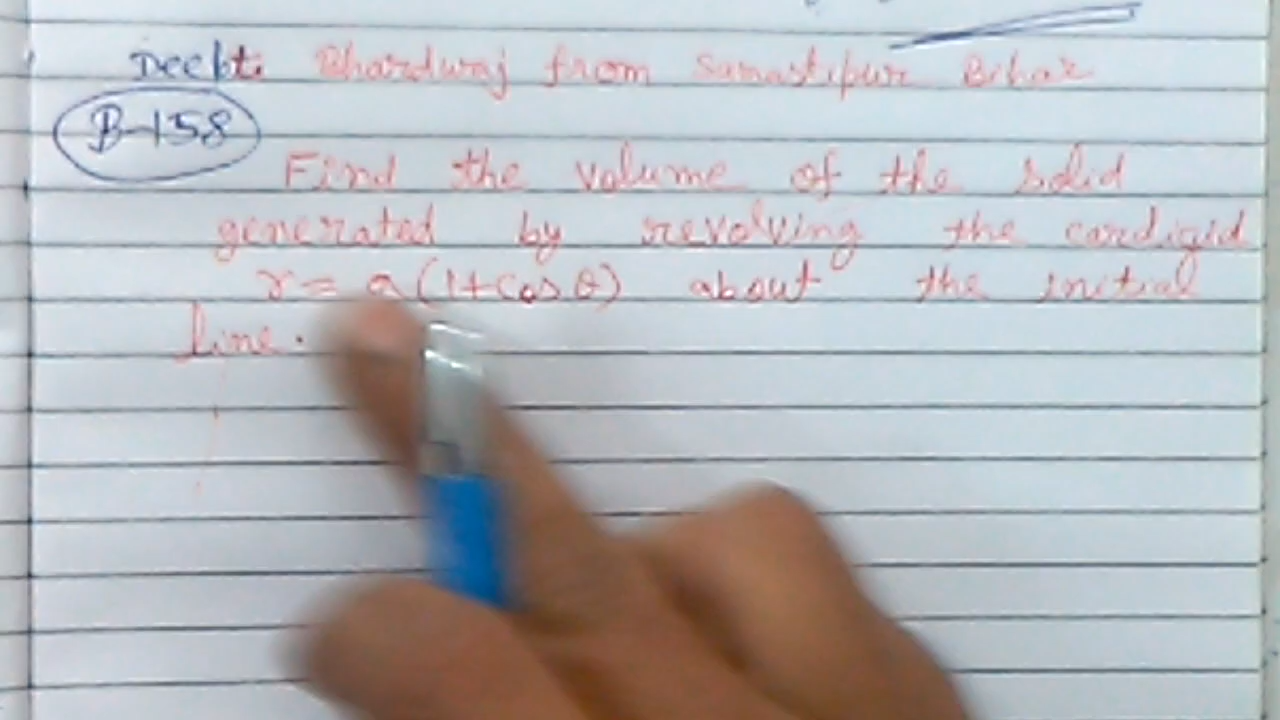 Deepti Bhardwaj from Samastipur Bihar
B-158
Find the volume of the solid
generated by revolving the cardioid
r = a(1+cos θ) about the initial
line.